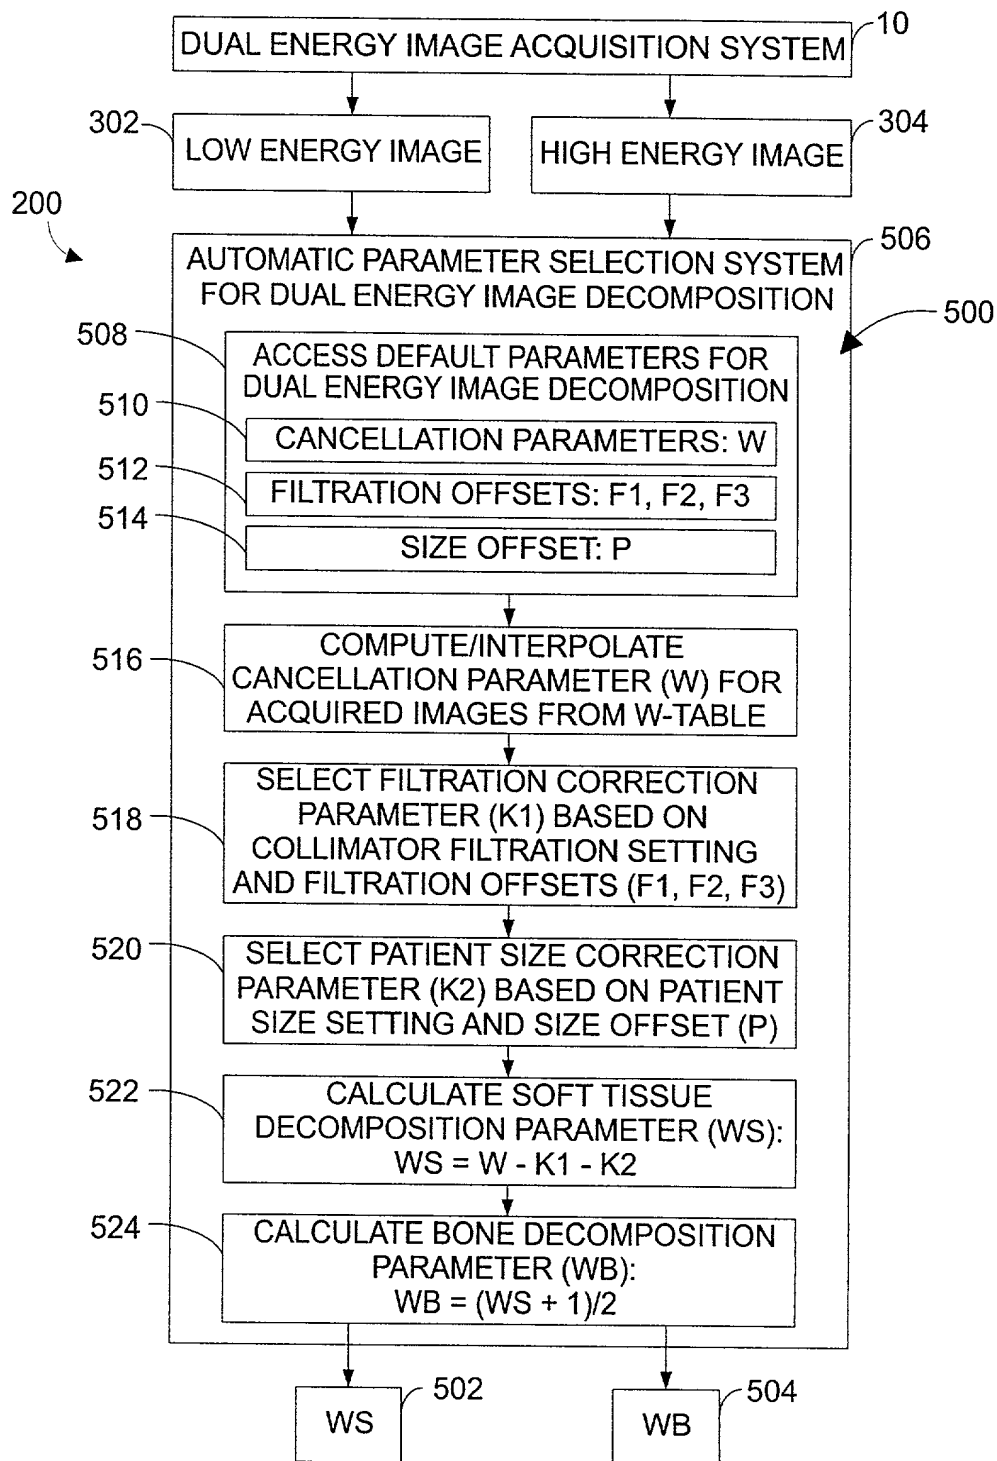 10
DUAL ENERGY IMAGE ACQUISITION SYSTEM
302
LOW ENERGY IMAGE
304
HIGH ENERGY IMAGE
200
506
AUTOMATIC PARAMETER SELECTION SYSTEM
FOR DUAL ENERGY IMAGE DECOMPOSITION
500
508
ACCESS DEFAULT PARAMETERS FOR
DUAL ENERGY IMAGE DECOMPOSITION
510
CANCELLATION PARAMETERS: W
512
FILTRATION OFFSETS: F1, F2, F3
514
SIZE OFFSET: P
516
COMPUTE/INTERPOLATE
CANCELLATION PARAMETER (W) FOR
ACQUIRED IMAGES FROM W-TABLE
518
SELECT FILTRATION CORRECTION
PARAMETER (K1) BASED ON
COLLIMATOR FILTRATION SETTING
AND FILTRATION OFFSETS (F1, F2, F3)
520
SELECT PATIENT SIZE CORRECTION
PARAMETER (K2) BASED ON PATIENT
SIZE SETTING AND SIZE OFFSET (P)
522
CALCULATE SOFT TISSUE
DECOMPOSITION PARAMETER (WS):
WS = W - K1 - K2
524
CALCULATE BONE DECOMPOSITION
PARAMETER (WB):
WB = (WS + 1)/2
502
WS
504
WB